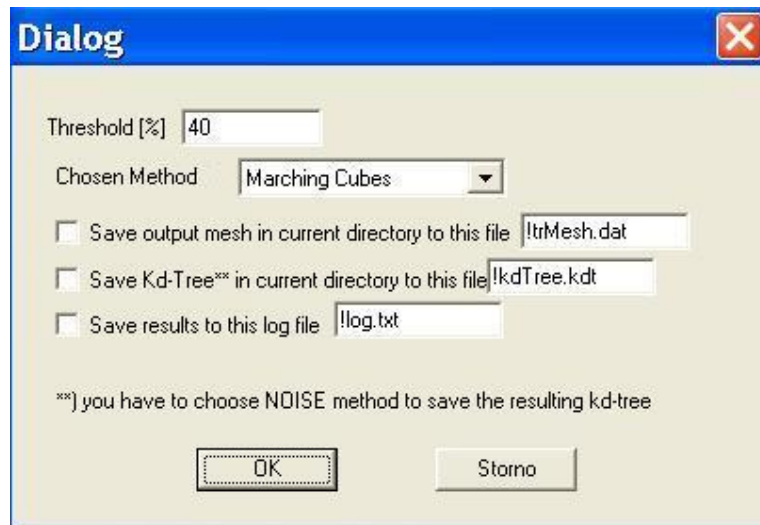 Dialog
Threshold [%] 40
Chosen Method Marching Cubes
Save output mesh in current directory to this file !trMesh.dat
Save Kd-Tree** in current directory to this file !kdTree.kdt
Save results to this log file !log.txt
**) you have to choose NOISE method to save the resulting kd-tree
OK Storno